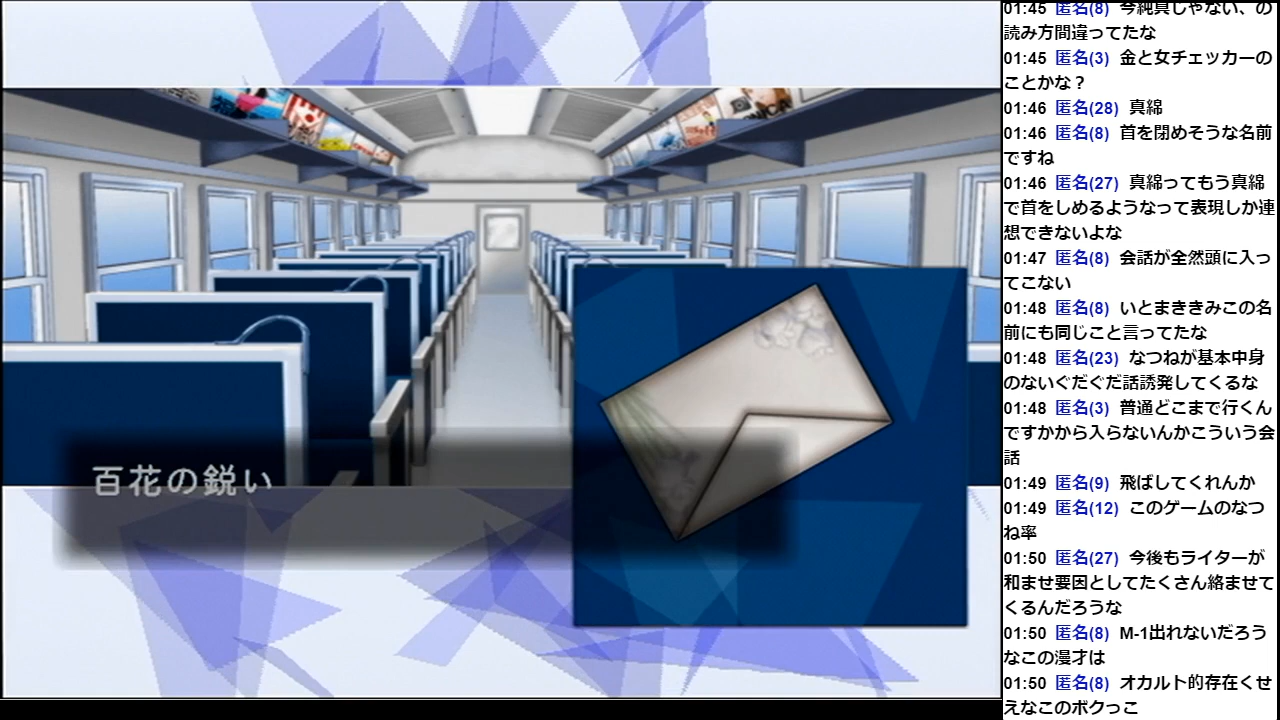 百花の鋭い
01:45 匿名(8) 今純真じゃない、の
読み方間違ってたな
01:45 匿名(3) 金と女チェッカーの
ことかな？
01:46 匿名(28) 真綿
01:46 匿名(8) 首を閉めそうな名前
ですね
01:46 匿名(27) 真綿ってもう真綿
で首をしめるようなって表現しか連
想できないよな
01:47 匿名(8) 会話が全然頭に入っ
てこない
01:48 匿名(8) いとまききみこの名
前にも同じこと言ってたな
01:48 匿名(23) なつねが基本中身
のないぐだぐだ話誘発してくるな
01:48 匿名(3) 普通どこまで行くん
ですかから入らないんかこういう会
話
01:49 匿名(9) 飛ばしてくれんか
01:49 匿名(12) このゲームのなつ
ね率
01:50 匿名(27) 今後もライターが
和ませ要因としてたくさん絡ませて
くるんだろうな
01:50 匿名(8) M-1出れないだろう
なこの漫才は
01:50 匿名(8) オカルト的存在くせ
えなこのボクっこ